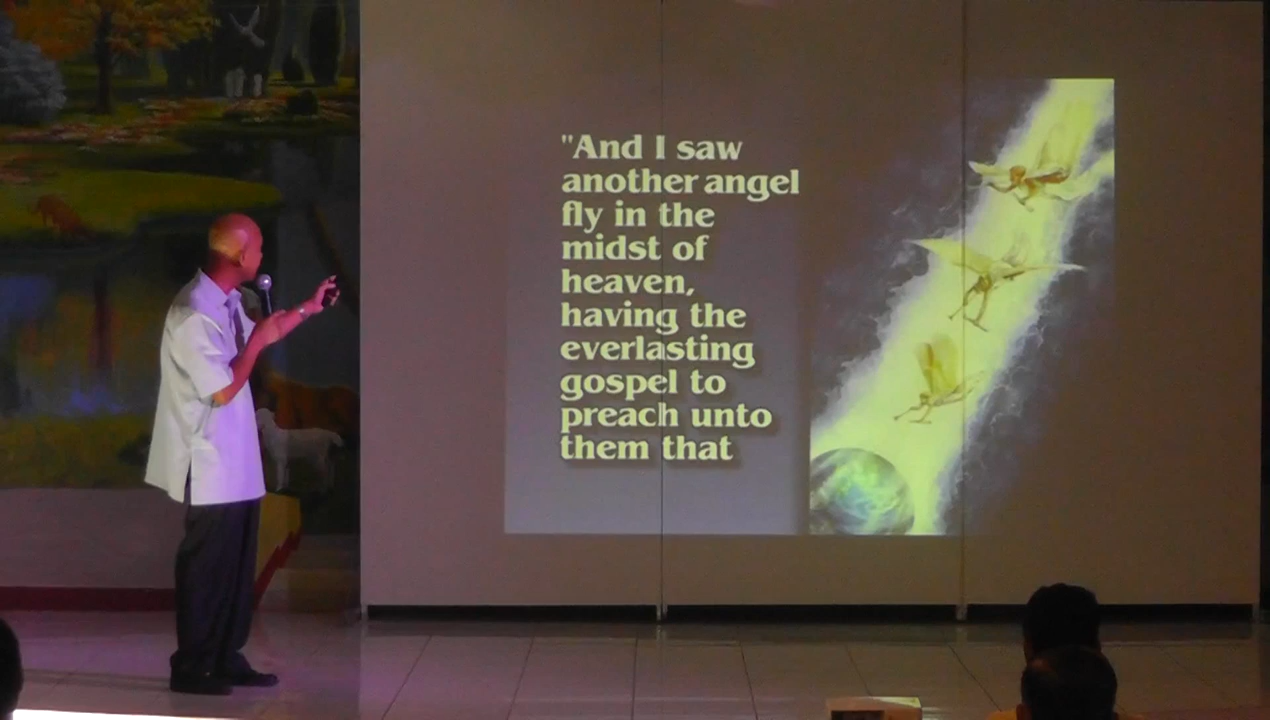 "And I saw
another angel
fly in the
midst of
heaven,
having the
everlasting
gospel to
preach unto
them that